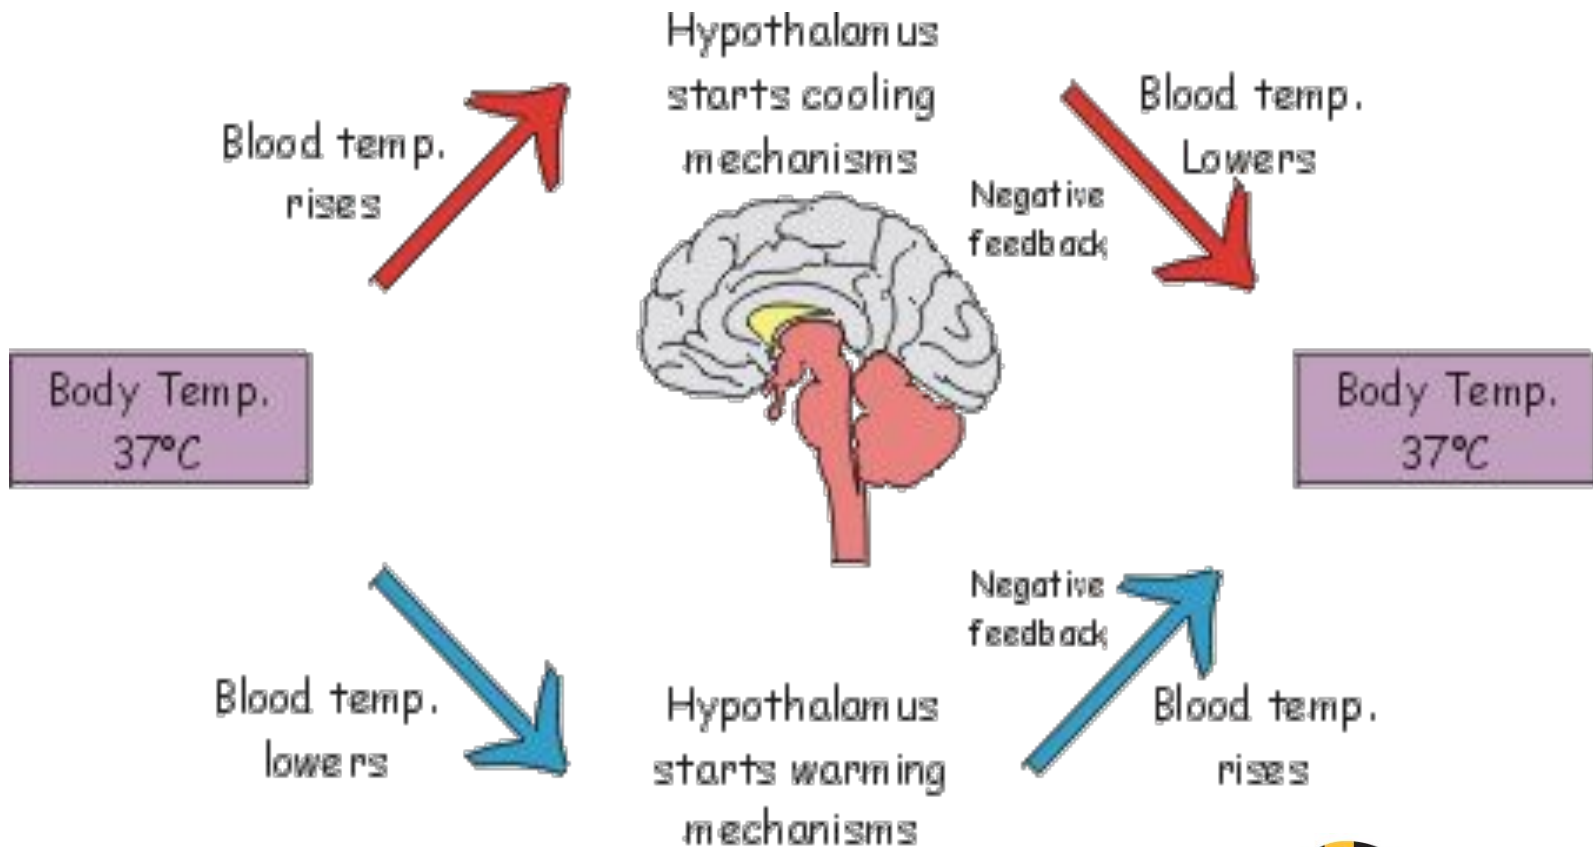 Hypothalamus
starts cooling
mechanisms
Blood temp.
rises
Blood temp.
Lowers
Negative
feedback
Body Temp.
37°C
Body Temp.
37°C
Negative
feedback
Blood temp.
lowers
Hypothalamus
starts warming
mechanisms
Blood temp.
rises